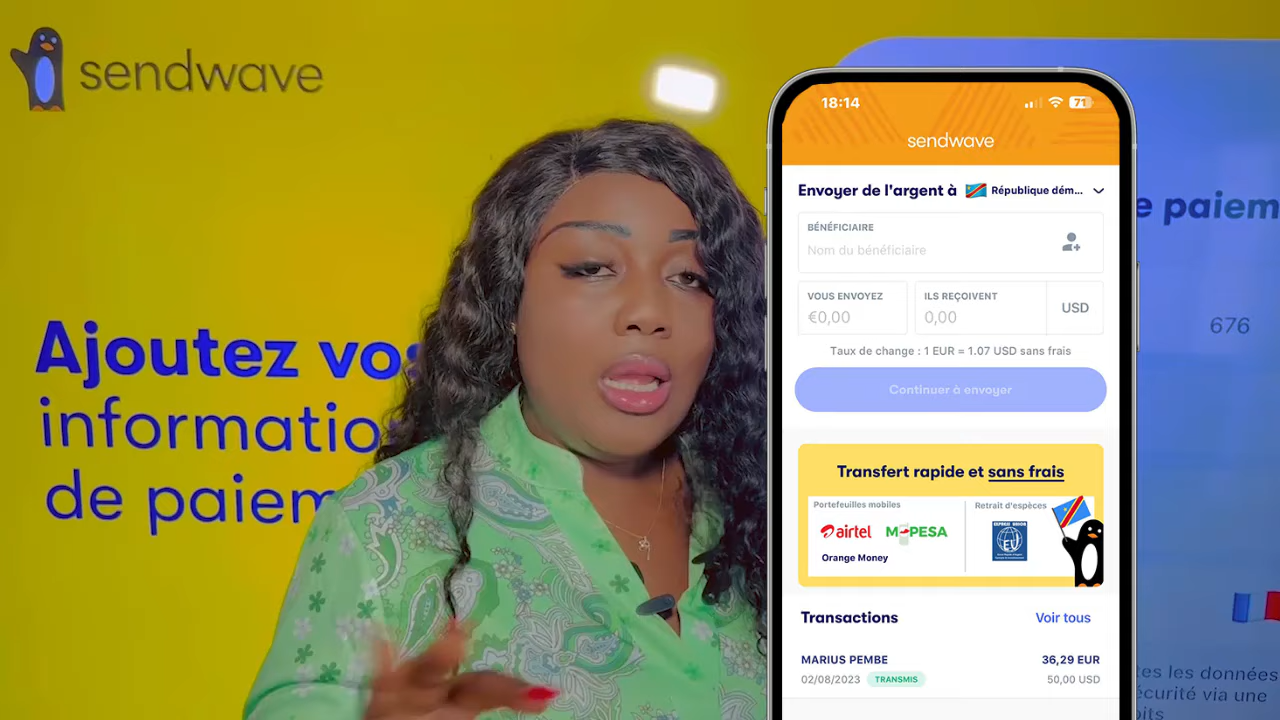 sendwave
Ajoutez vos
informatio
de paiem
18:14
71
sendwave
Envoyer de l'argent à République dém...
BÉNÉFICIAIRE
Nom du bénéficiaire
VOUS ENVOYEZ
€0,00
ILS REÇOIVENT
0,00
USD
Taux de change : 1 EUR = 1.07 USD sans frais
Continuer à envoyer
Transfert rapide et sans frais
Portefeuilles mobiles
Retrait d'espèces
airtel
M-PESA
Orange Money
EXPRESS UNION
EU
Transactions
Voir tous
MARIUS PEMBE
36,29 EUR
02/08/2023
TRANSMIS
50,00 USD
e paiem
676
tes les données
écurité via une
bits